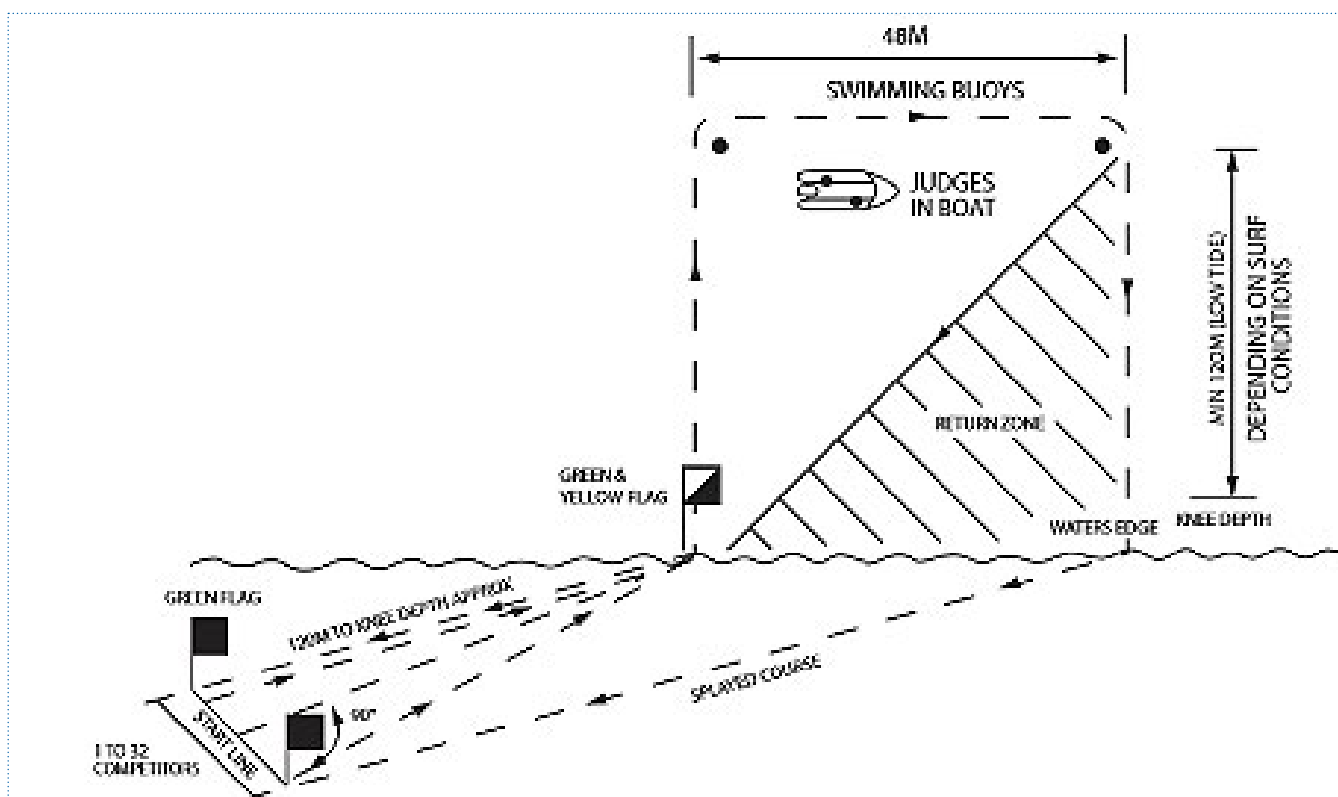 48M
SWIMMING BUOYS
JUDGES
IN BOAT
MIN 120M (LOW TIDE)
DEPENDING ON SURF
CONDITIONS
RETURN ZONE
GREEN &
YELLOW FLAG
WATERS EDGE
KNEE DEPTH
GREEN FLAG
120M TO KNEE DEPTH APPROX
SPLAYED COURSE
90°
START LINE
1 TO 32
COMPETITORS